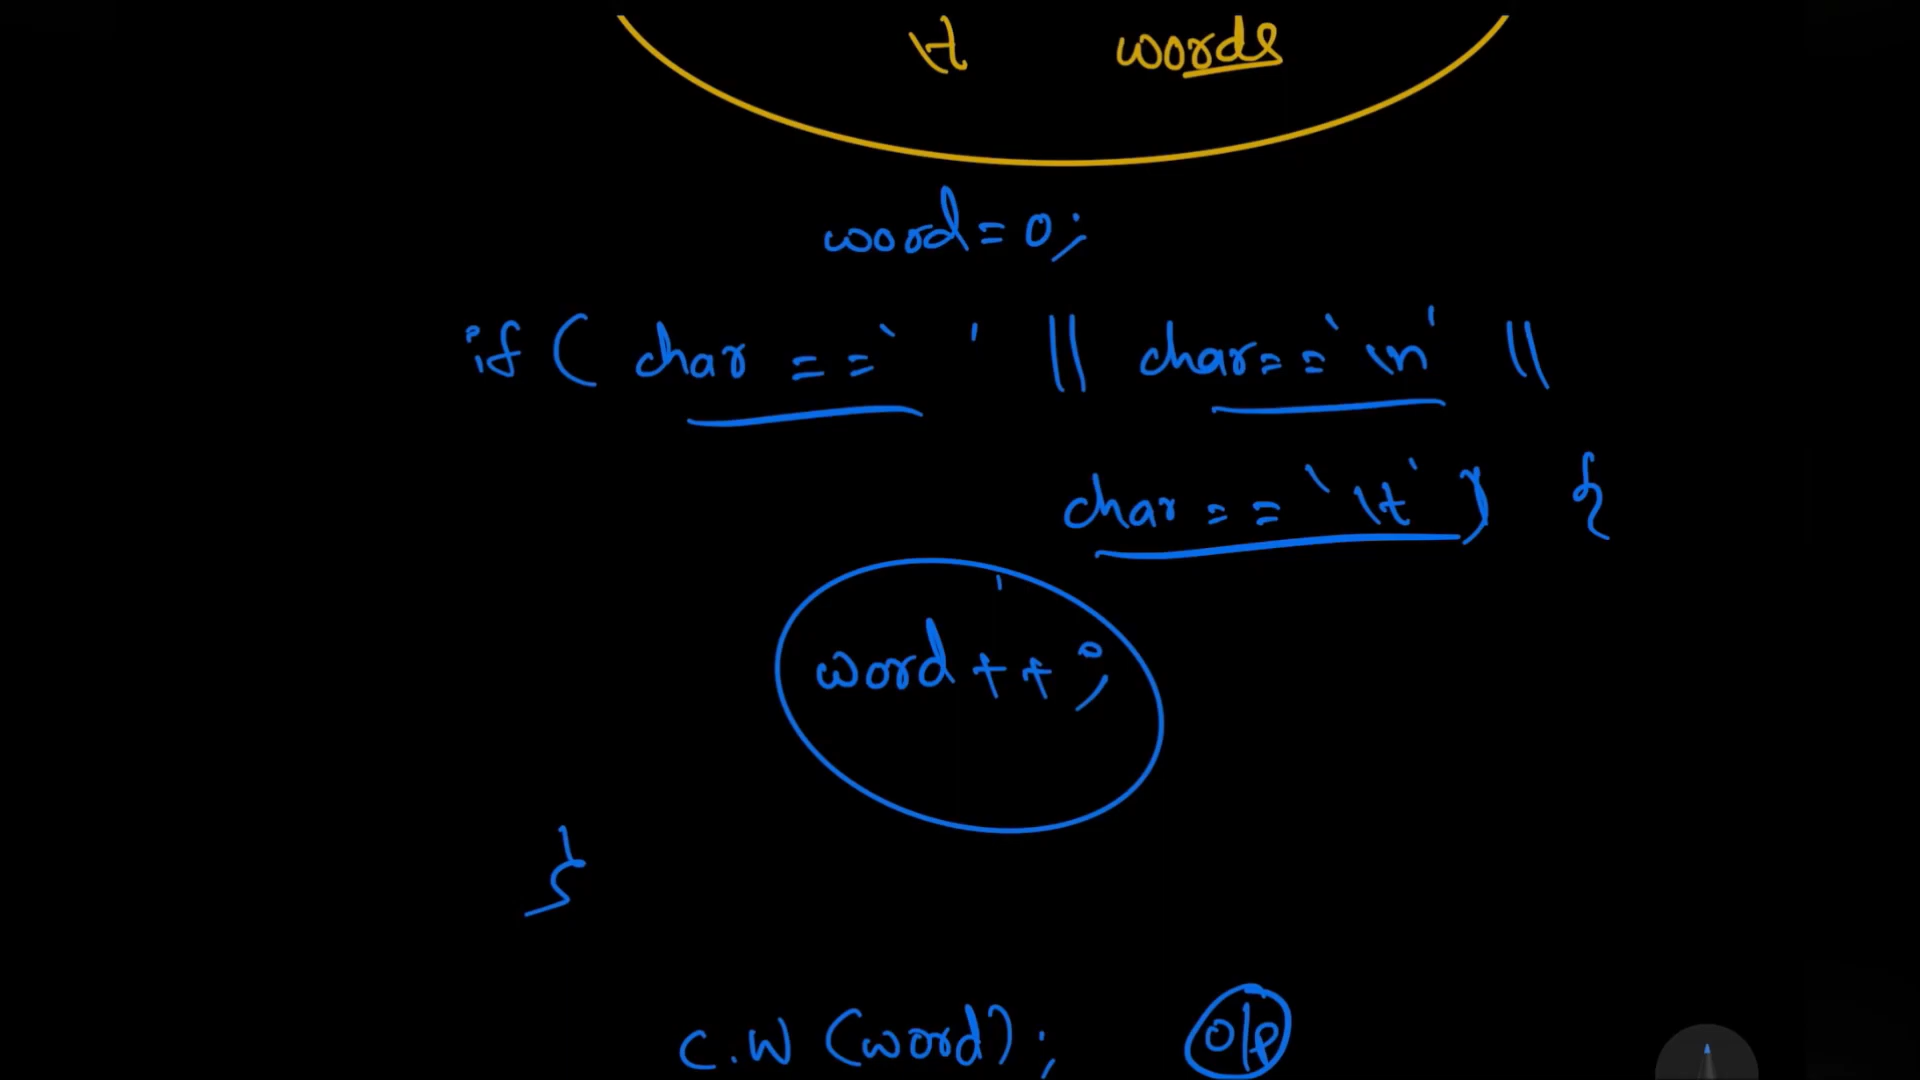 \t words
word = 0;
if ( char == ' ' || char == '\n' ||
char == '\t' ) {
word ++ ;
}
C.W (word) ; O/P